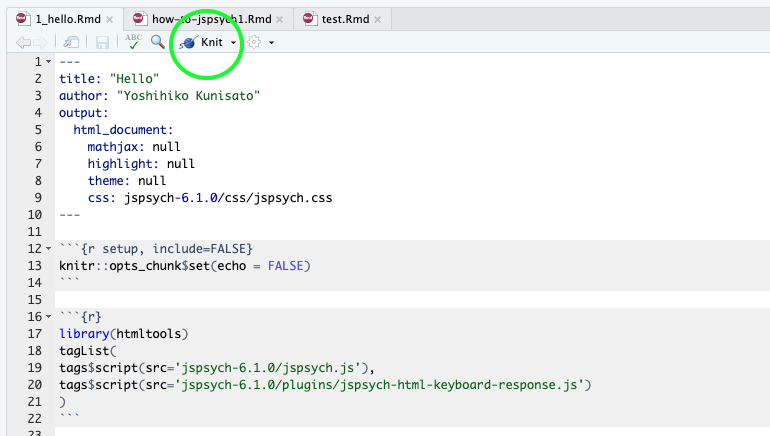 1_hello.Rmd how-to-jspsych1.Rmd test.Rmd
ABC Knit
1 ---
2 title: "Hello"
3 author: "Yoshihiko Kunisato"
4 output:
5   html_document:
6     mathjax: null
7     highlight: null
8     theme: null
9     css: jspsych-6.1.0/css/jspsych.css
10 ---
11
12 ```{r setup, include=FALSE}
13 knitr::opts_chunk$set(echo = FALSE)
14 ```
15
16 ```{r}
17 library(htmltools)
18 tagList(
19 tags$script(src='jspsych-6.1.0/jspsych.js'),
20 tags$script(src='jspsych-6.1.0/plugins/jspsych-html-keyboard-response.js')
21 )
22 ```
23